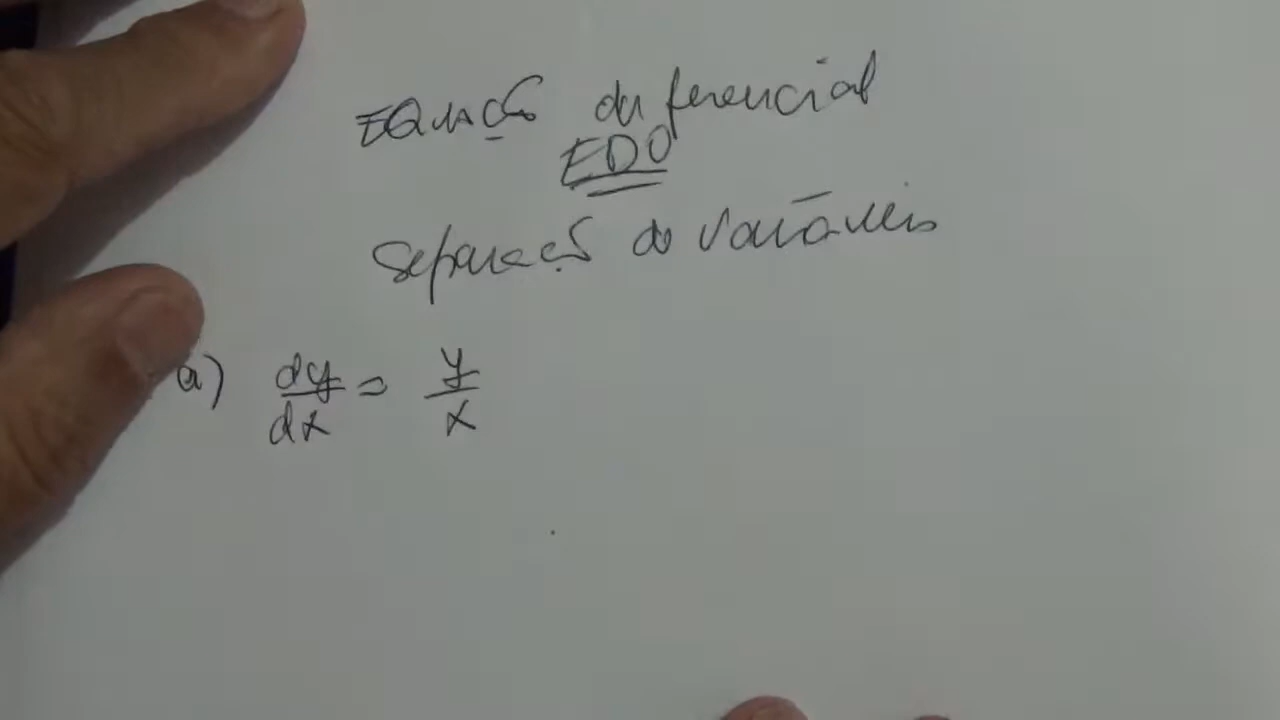 EQUAÇÃO diferencial
EDO
Separação de Variáveis
a) dy/dx = y/x